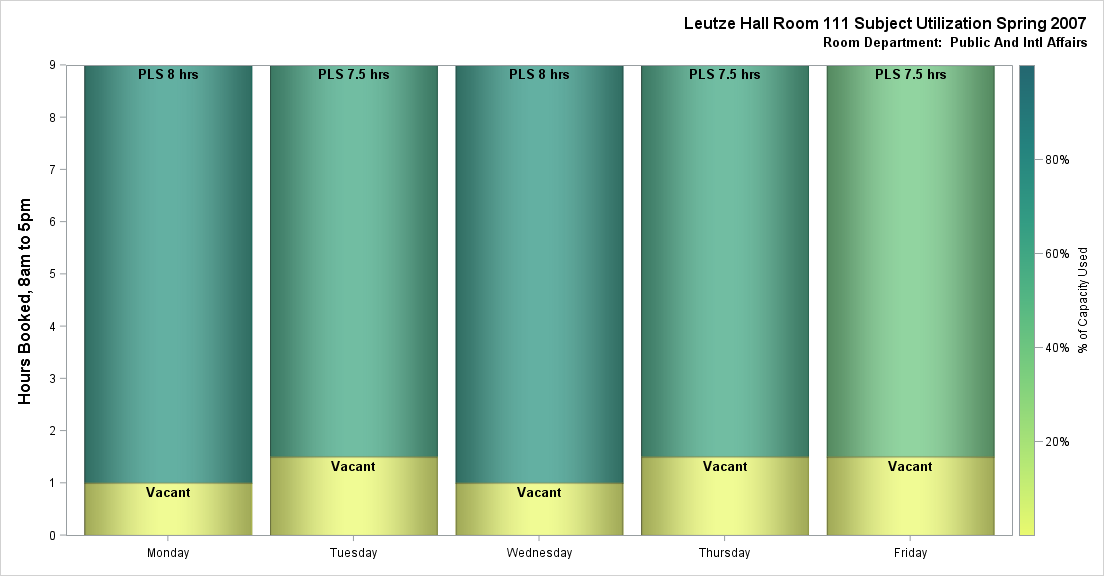 Leutze Hall Room 111 Subject Utilization Spring 2007
Room Department:  Public And Intl Affairs
Hours Booked, 8am to 5pm
9
8
7
6
5
4
3
2
1
0
PLS 8 hrs
PLS 7.5 hrs
PLS 8 hrs
PLS 7.5 hrs
PLS 7.5 hrs
Vacant
Vacant
Vacant
Vacant
Vacant
Monday
Tuesday
Wednesday
Thursday
Friday
80%
60%
40%
20%
% of Capacity Used